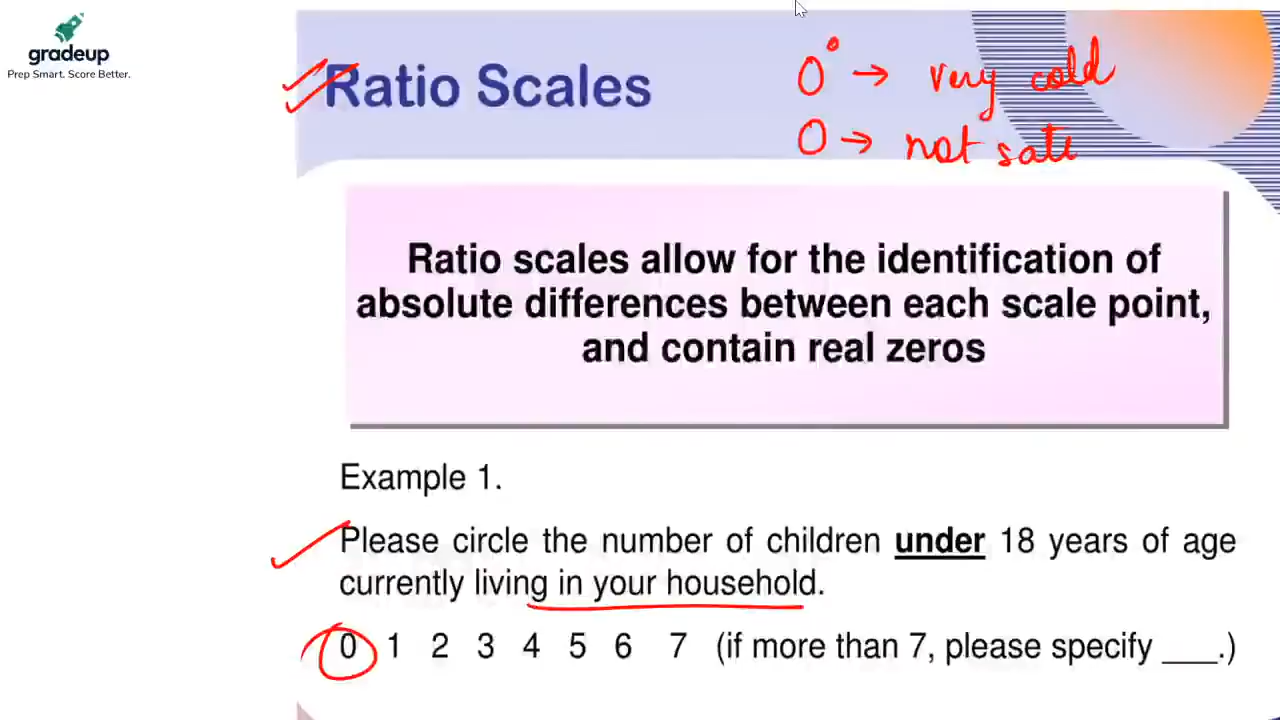 gradeup
Prep Smart. Score Better.
Ratio Scales
0° → very cold
0 → not sati
Ratio scales allow for the identification of
absolute differences between each scale point,
and contain real zeros
Example 1.
Please circle the number of children under 18 years of age
currently living in your household.
0 1 2 3 4 5 6 7 (if more than 7, please specify ___.)